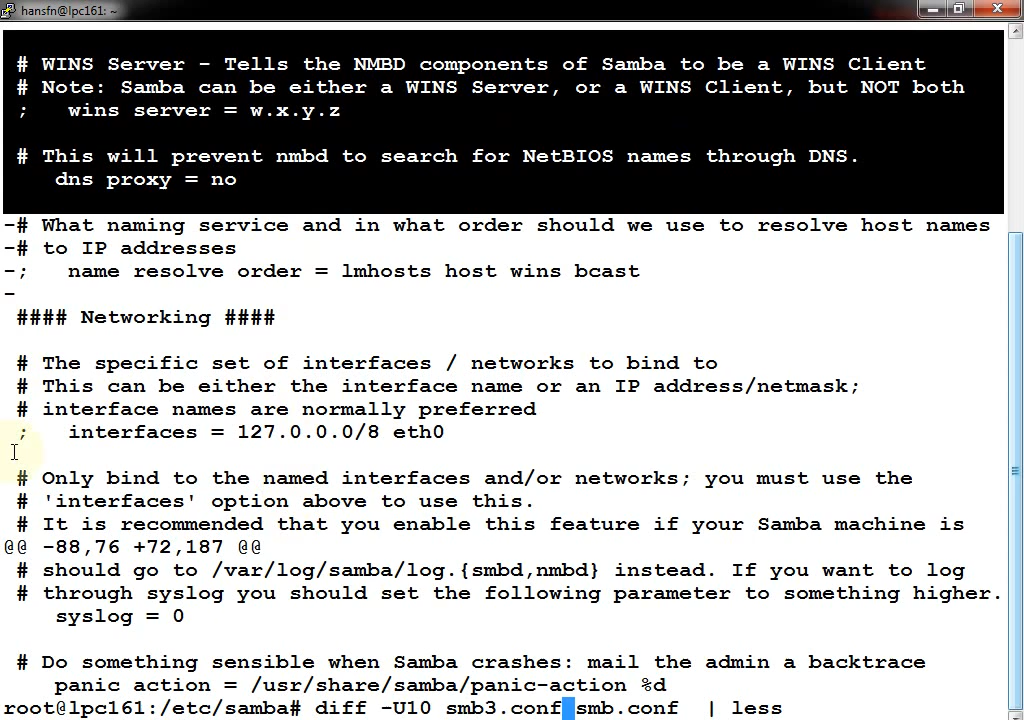 hansfn@lpc161: ~
# WINS Server - Tells the NMBD components of Samba to be a WINS Client
# Note: Samba can be either a WINS Server, or a WINS Client, but NOT both
;   wins server = w.x.y.z
# This will prevent nmbd to search for NetBIOS names through DNS.
   dns proxy = no
-# What naming service and in what order should we use to resolve host names
-# to IP addresses
-;   name resolve order = lmhosts host wins bcast
-
#### Networking ####
# The specific set of interfaces / networks to bind to
# This can be either the interface name or an IP address/netmask;
# interface names are normally preferred
;   interfaces = 127.0.0.0/8 eth0
# Only bind to the named interfaces and/or networks; you must use the
# 'interfaces' option above to use this.
# It is recommended that you enable this feature if your Samba machine is
@@ -88,76 +72,187 @@
# should go to /var/log/samba/log.{smbd,nmbd} instead. If you want to log
# through syslog you should set the following parameter to something higher.
   syslog = 0
# Do something sensible when Samba crashes: mail the admin a backtrace
   panic action = /usr/share/samba/panic-action %d
root@lpc161:/etc/samba# diff -U10 smb3.conf smb.conf  | less